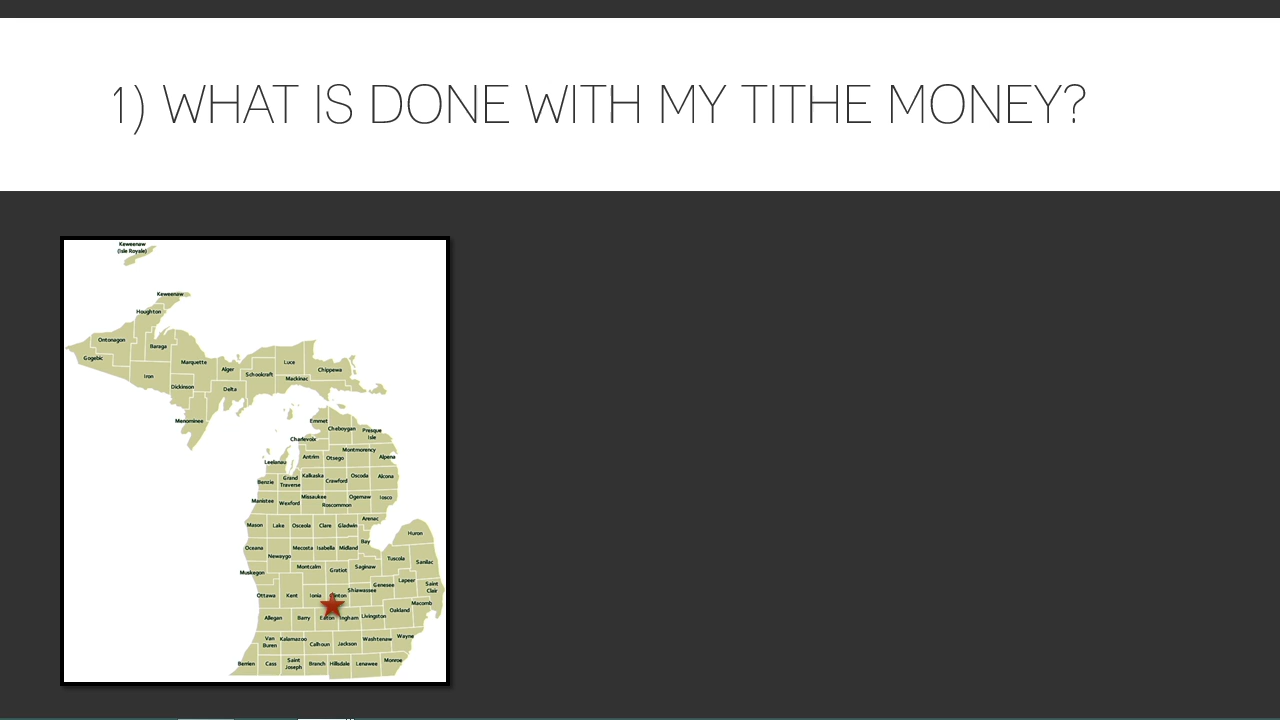 1) WHAT IS DONE WITH MY TITHE MONEY?
Keweenaw
(Isle Royale)
Keweenaw
Houghton
Ontonagon
Baraga
Gogebic
Marquette
Luce
Alger
Chippewa
Iron
Schoolcraft
Mackinac
Dickinson
Delta
Menominee
Emmet
Cheboygan
Presque
Isle
Charlevoix
Montmorency
Antrim
Otsego
Alpena
Leelanau
Kalkaska
Oscoda
Alcona
Benzie
Grand
Traverse
Crawford
Manistee
Wexford
Missaukee
Roscommon
Ogemaw
Iosco
Arenac
Mason
Lake
Osceola
Clare
Gladwin
Huron
Bay
Oceana
Newaygo
Mecosta
Isabella
Midland
Tuscola
Sanilac
Muskegon
Montcalm
Gratiot
Saginaw
Lapeer
Genesee
Saint
Clair
Shiawassee
Ottawa
Kent
Ionia
Macomb
Oakland
Allegan
Barry
Eaton
Ingham
Livingston
Van
Buren
Kalamazoo
Calhoun
Jackson
Washtenaw
Wayne
Berrien
Cass
Saint
Joseph
Branch
Hillsdale
Lenawee
Monroe